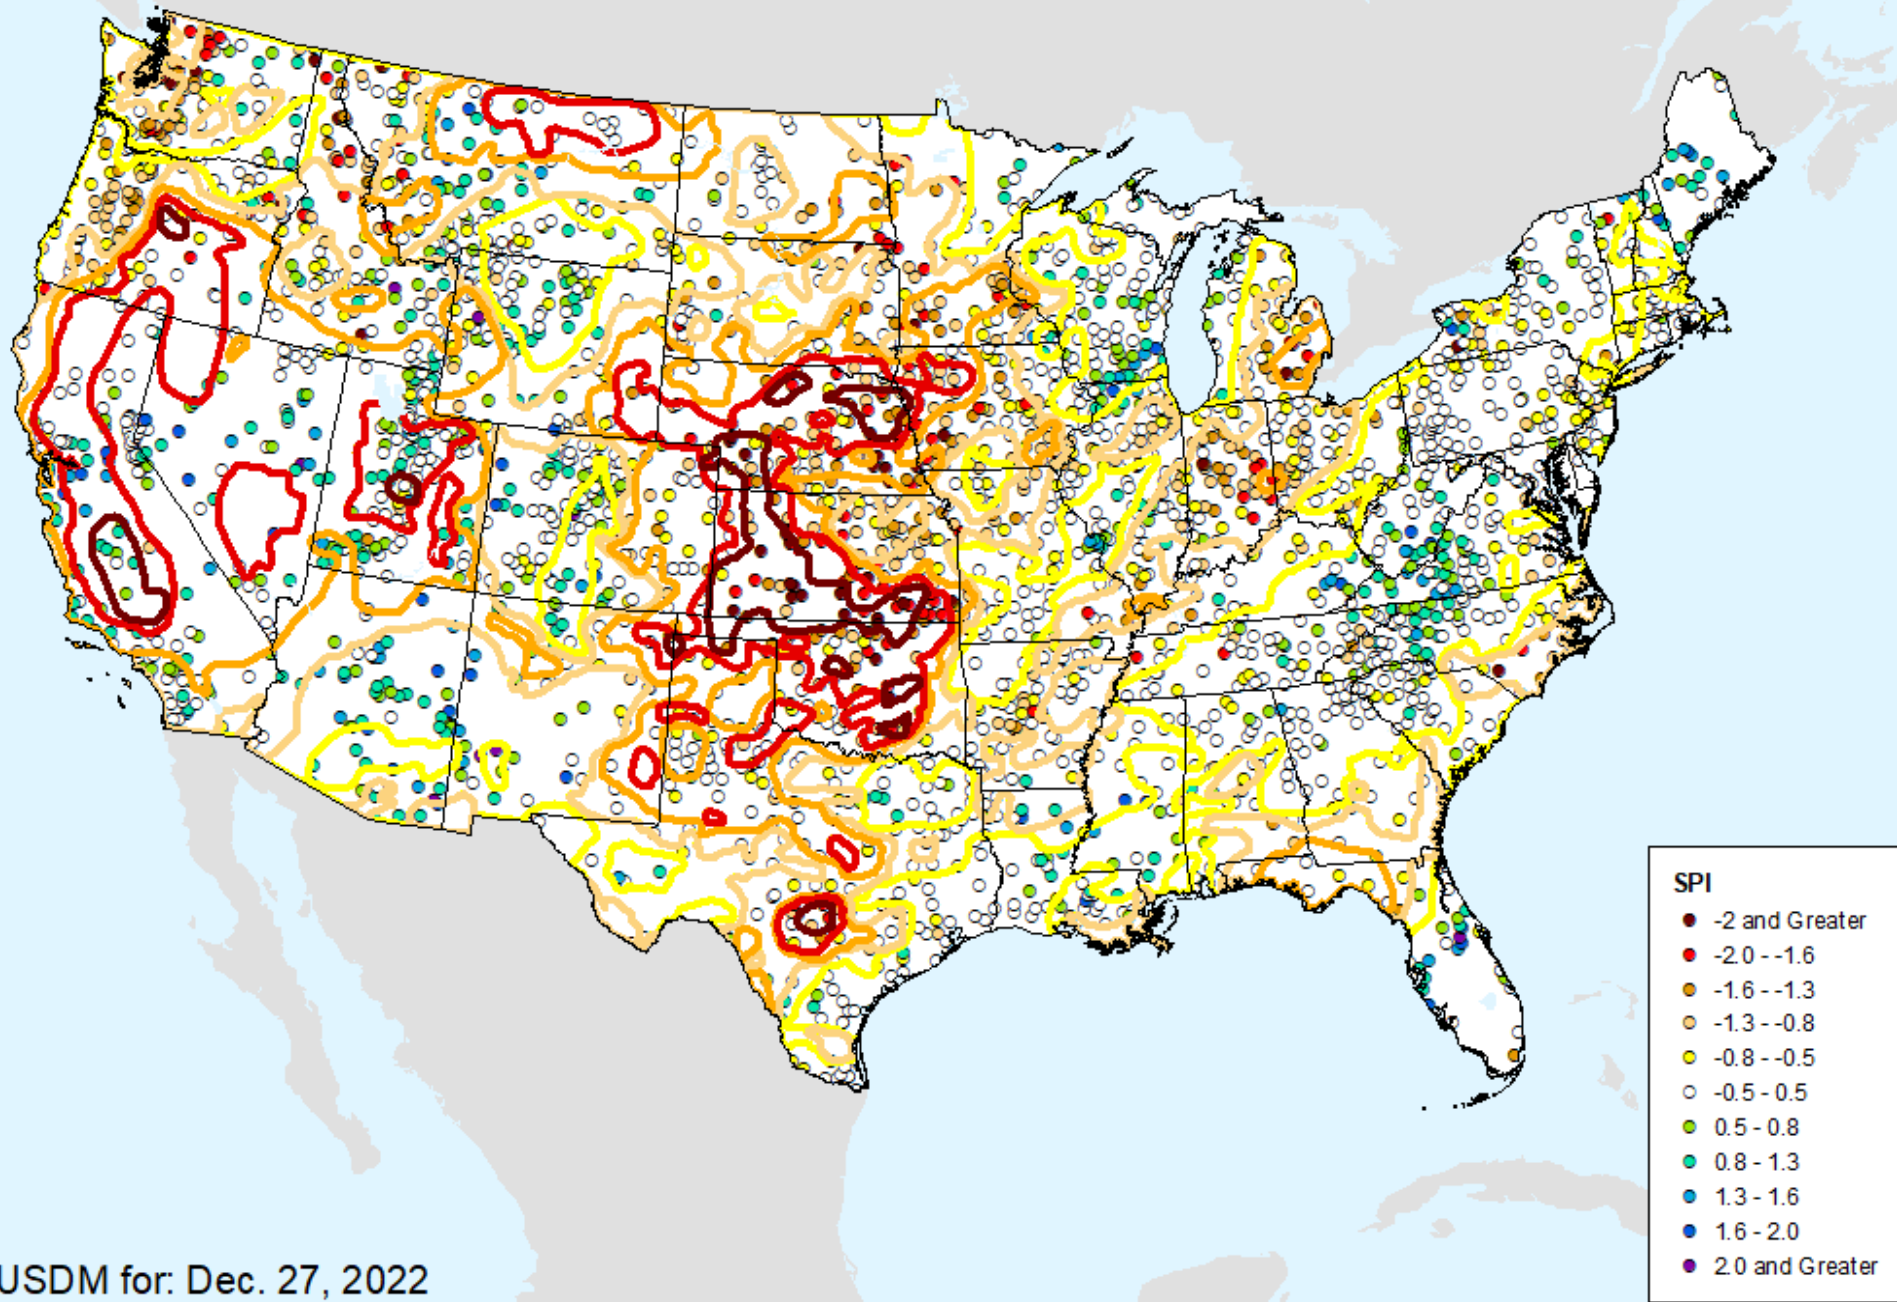 SPI
-2 and Greater
-2.0 - -1.6
-1.6 - -1.3
-1.3 - -0.8
-0.8 - -0.5
-0.5 - 0.5
0.5 - 0.8
0.8 - 1.3
1.3 - 1.6
1.6 - 2.0
2.0 and Greater
USDM for: Dec. 27, 2022